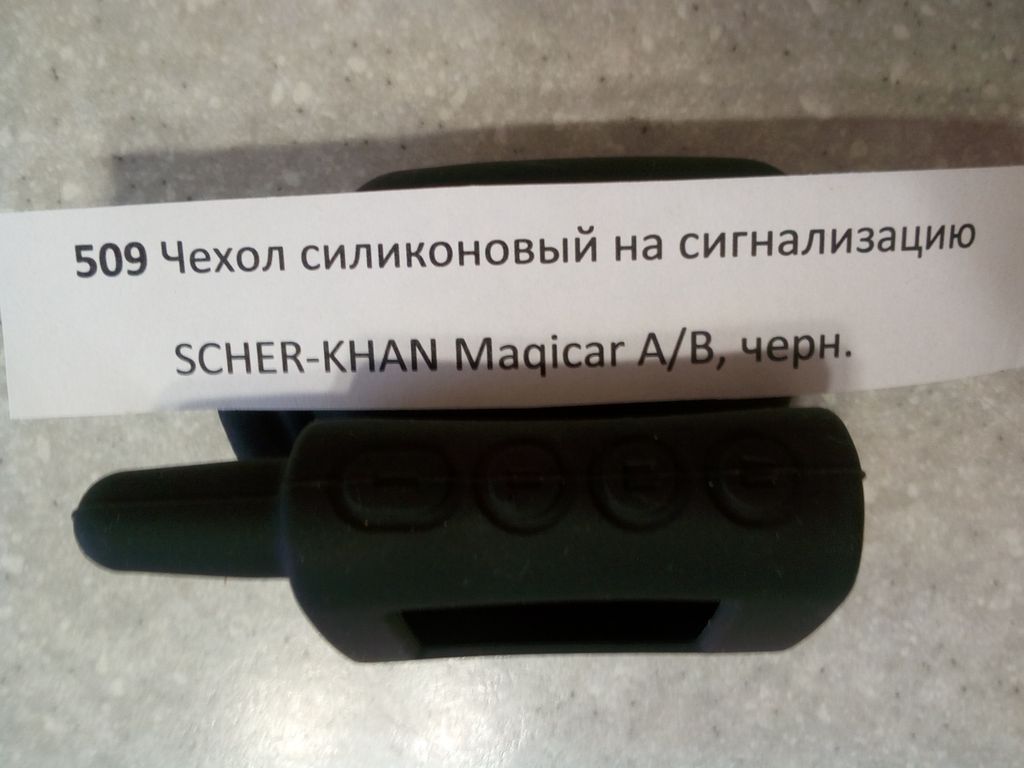 509 Чехол силиконовый на сигнализацию
SCHER-KHAN Maqicar A/B, черн.